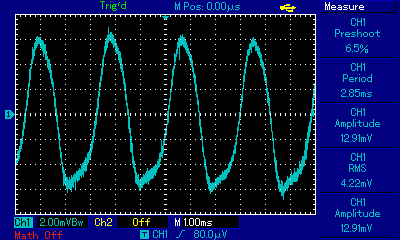 Trig'd M Pos: 0.00µs Measure
CH1
Preshoot
6.5%
CH1
Period
2.85ms
CH1
Amplitude
12.91mV
CH1
RMS
4.22mV
CH1
Amplitude
12.91mV
1
Ch1 2.00mVBw Ch2 Off M 1.00ms
Math Off T CH1 80.0µV